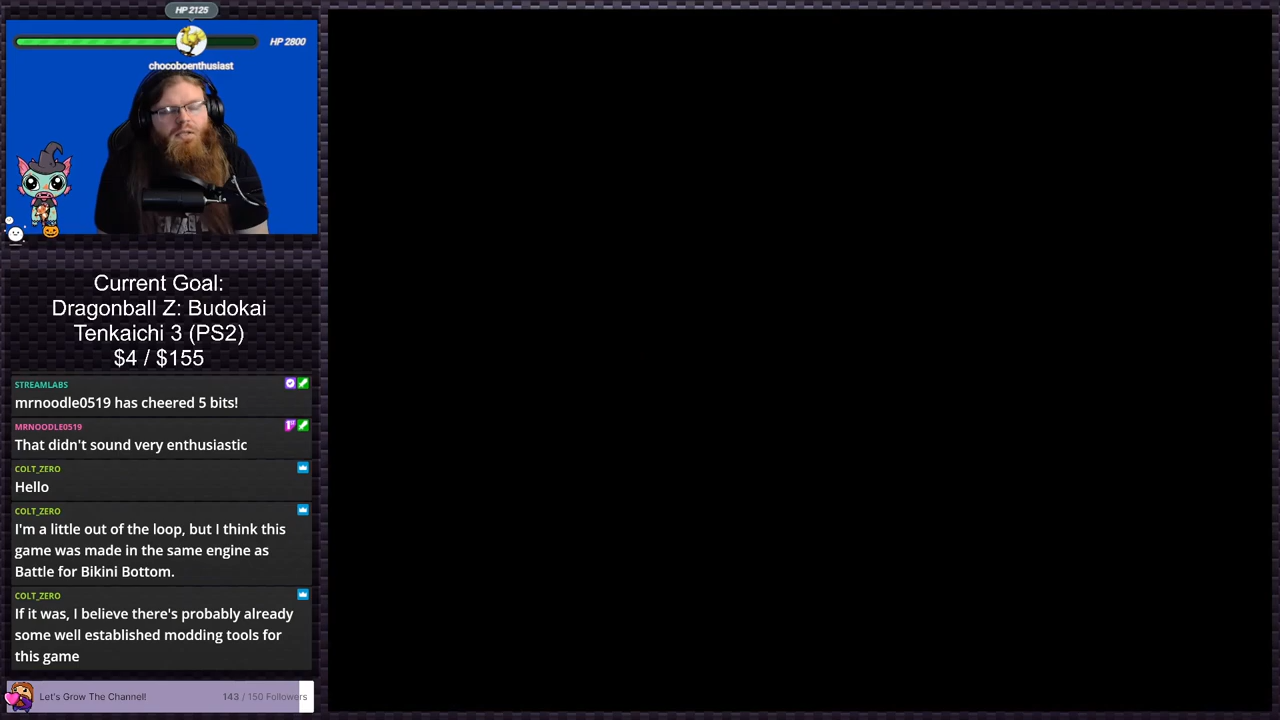 HP 2125
HP 2800
chocoboenthusiast
Current Goal:
Dragonball Z: Budokai
Tenkaichi 3 (PS2)
$4 / $155
STREAMLABS
mrnoodle0519 has cheered 5 bits!
MRNOODLE0519
That didn't sound very enthusiastic
COLT_ZERO
Hello
COLT_ZERO
I'm a little out of the loop, but I think this
game was made in the same engine as
Battle for Bikini Bottom.
COLT_ZERO
If it was, I believe there's probably already
some well established modding tools for
this game
Let's Grow The Channel! 143 / 150 Followers